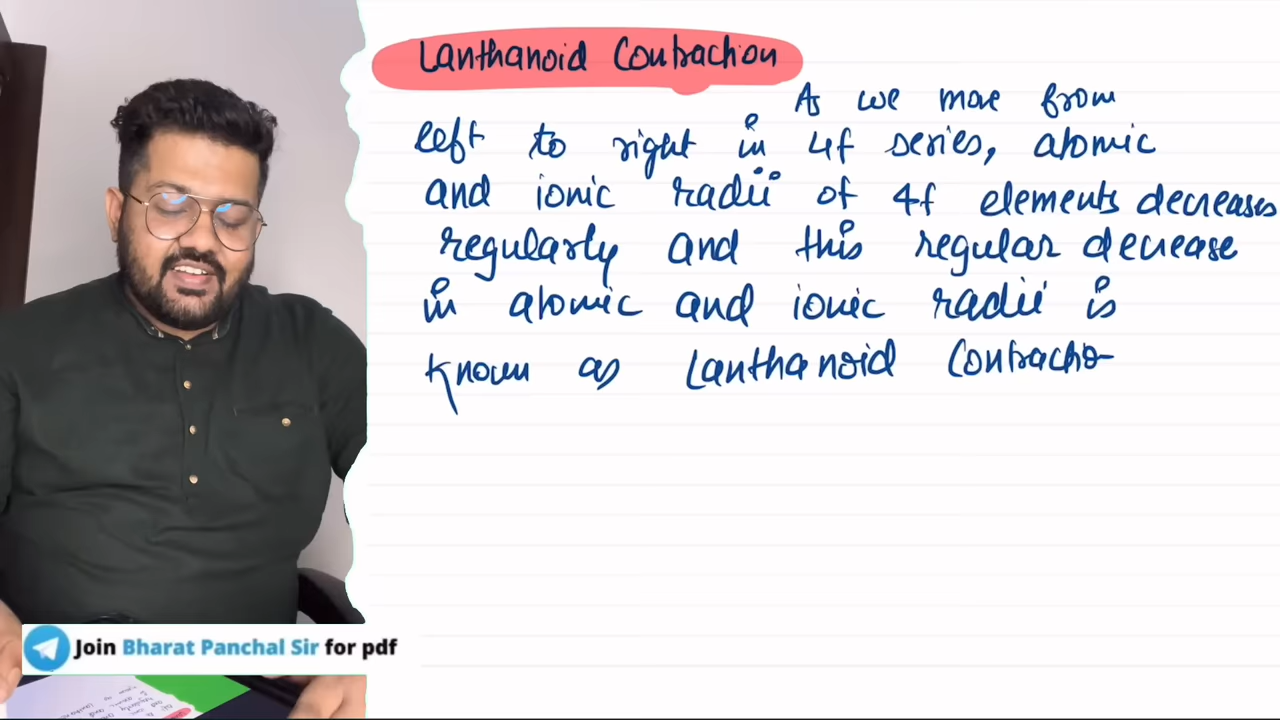 Lanthanoid Contraction
As we move from
left to right in 4f series, atomic
and ionic radii of 4f elements decreases
regularly and this regular decrease
in atomic and ionic radii is
known as Lanthanoid Contractio
Join Bharat Panchal Sir for pdf